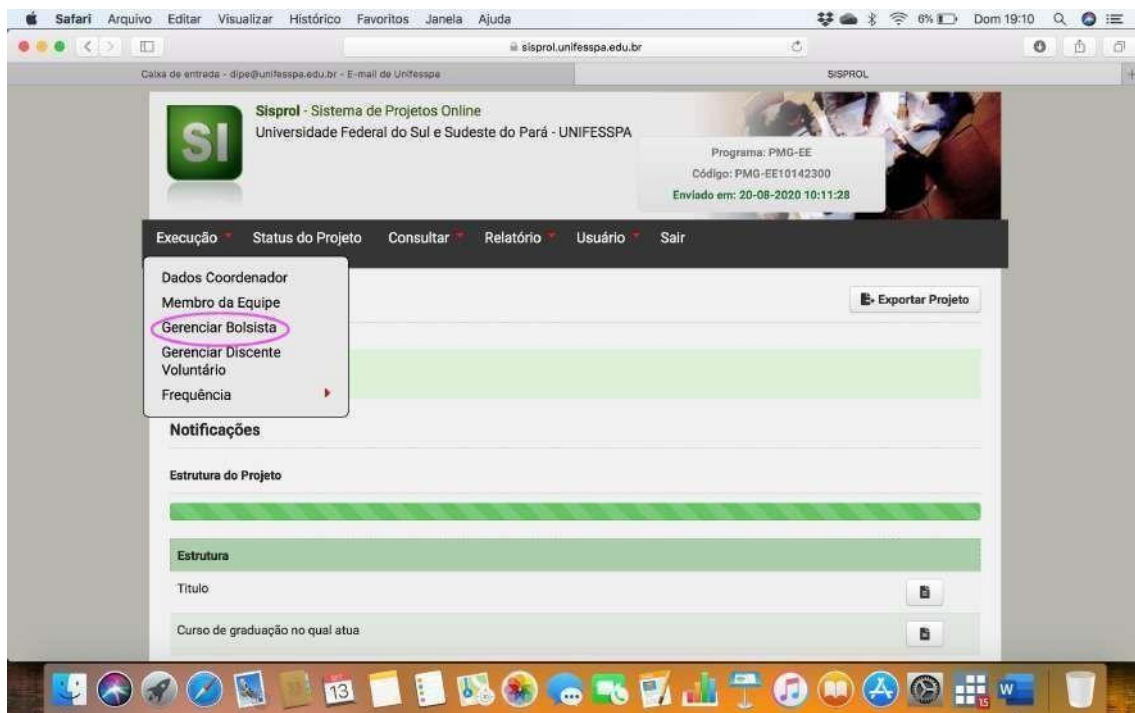 Safari Arquivo Editar Visualizar Histórico Favoritos Janela Ajuda 6% Dom 19:10
sisprol.unifesspa.edu.br
Caixa de entrada - dipe@unifesspa.edu.br - E-mail de Unifesspa SISPROL
SI
Sisprol - Sistema de Projetos Online
Universidade Federal do Sul e Sudeste do Pará - UNIFESSPA
Programa: PMG-EE
Código: PMG-EE10142300
Enviado em: 20-08-2020 10:11:28
Execução Status do Projeto Consultar Relatório Usuário Sair
Dados Coordenador
Membro da Equipe
Gerenciar Bolsista
Gerenciar Discente
Voluntário
Frequência
Exportar Projeto
Notificações
Estrutura do Projeto
Estrutura
Titulo
Curso de graduação no qual atua
13
15
W